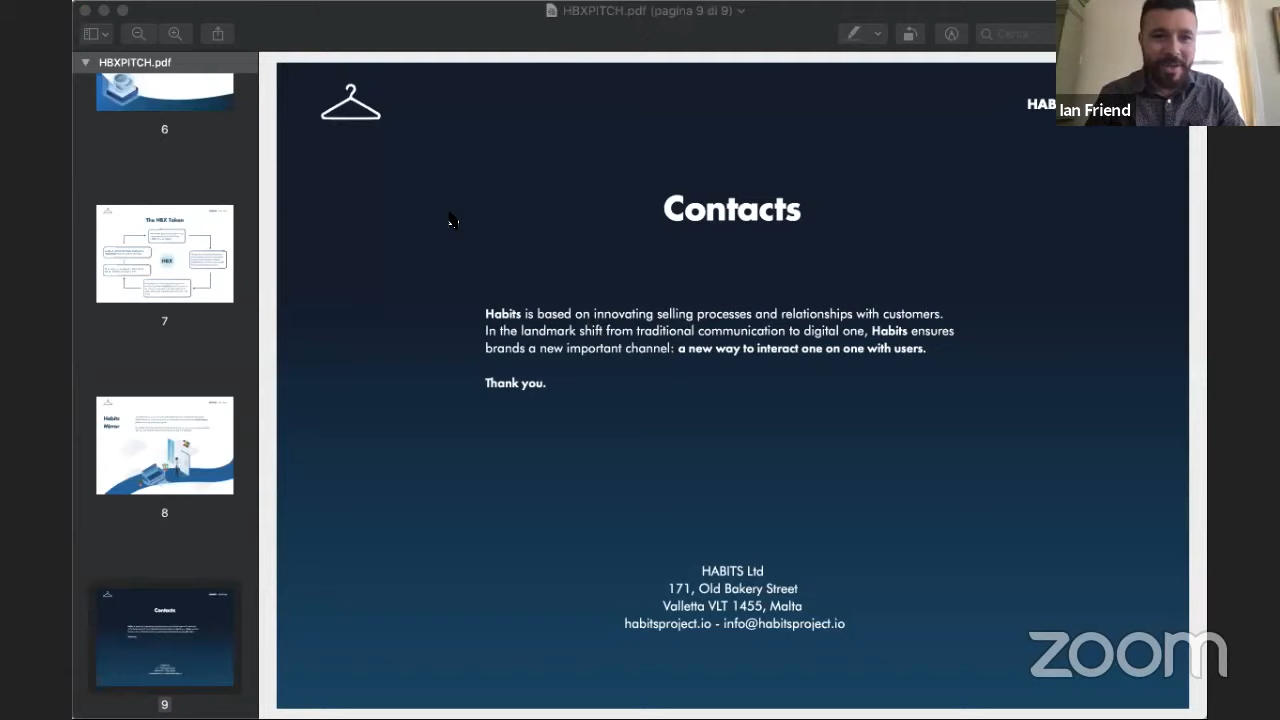 HBXPITCH.pdf (pagina 9 di 9)
Cerca
HBXPITCH.pdf
6
The HBX Token
HBX
7
Habits
Mirror
8
Contacts
9
HAB
Ian Friend
Contacts
Habits is based on innovating selling processes and relationships with customers.
In the landmark shift from traditional communication to digital one, Habits ensures
brands a new important channel: a new way to interact one on one with users.
Thank you.
HABITS Ltd
171, Old Bakery Street
Valletta VLT 1455, Malta
habitsproject.io - info@habitsproject.io
zoom